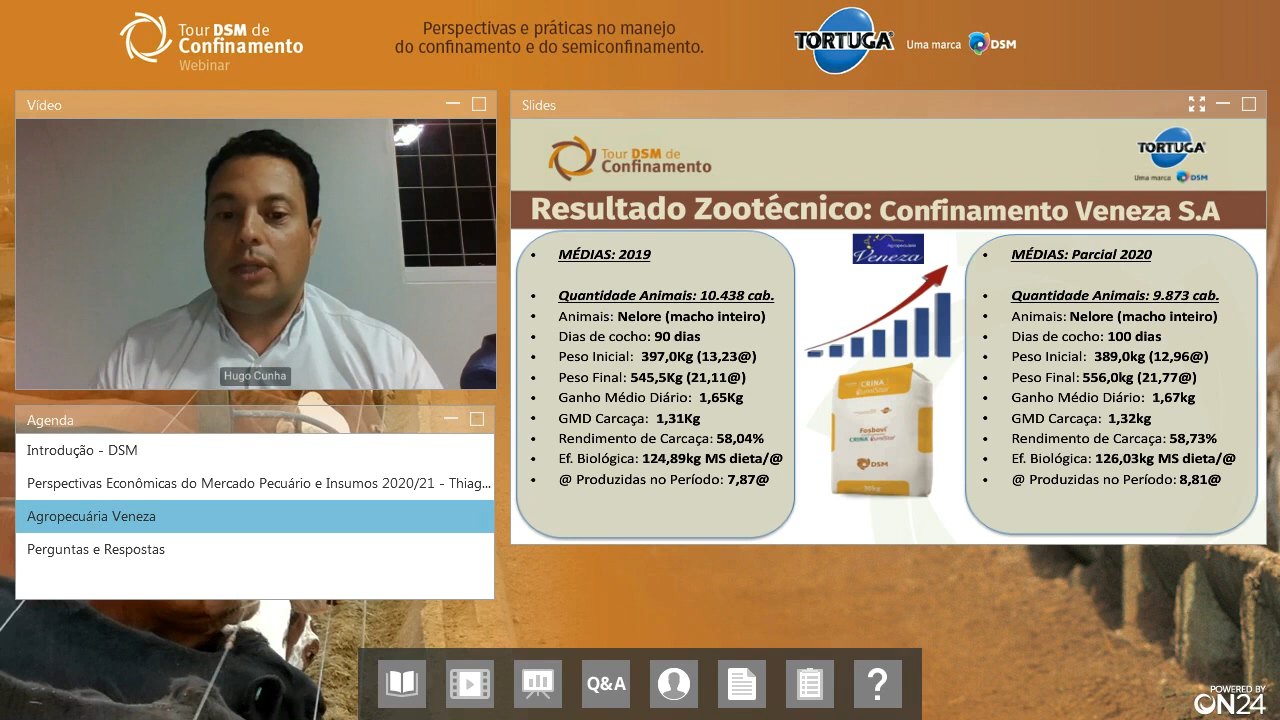 Tour DSM de
Confinamento
Webinar
Perspectivas e práticas no manejo
do confinamento e do semiconfinamento.
TORTUGA
Uma marca DSM
Vídeo
Hugo Cunha
Agenda
Introdução - DSM
Perspectivas Econômicas do Mercado Pecuário e Insumos 2020/21 - Thiag...
Agropecuária Veneza
Perguntas e Respostas
Slides
Tour DSM de
Confinamento
TORTUGA
Uma marca DSM
Resultado Zootécnico: Confinamento Veneza S.A
• MÉDIAS: 2019
• Quantidade Animais: 10.438 cab.
• Animais: Nelore (macho inteiro)
• Dias de cocho: 90 dias
• Peso Inicial: 397,0Kg (13,23@)
• Peso Final: 545,5Kg (21,11@)
• Ganho Médio Diário: 1,65Kg
• GMD Carcaça: 1,31Kg
• Rendimento de Carcaça: 58,04%
• Ef. Biológica: 124,89kg MS dieta/@
• @ Produzidas no Período: 7,87@
Agropecuária
Veneza
CRINA
Fosbovi
CRINA
DSM
• MÉDIAS: Parcial 2020
• Quantidade Animais: 9.873 cab.
• Animais: Nelore (macho inteiro)
• Dias de cocho: 100 dias
• Peso Inicial: 389,0kg (12,96@)
• Peso Final: 556,0kg (21,77@)
• Ganho Médio Diário: 1,67kg
• GMD Carcaça: 1,32kg
• Rendimento de Carcaça: 58,73%
• Ef. Biológica: 126,03kg MS dieta/@
• @ Produzidas no Período: 8,81@
Q&A
?
POWERED BY
ON24